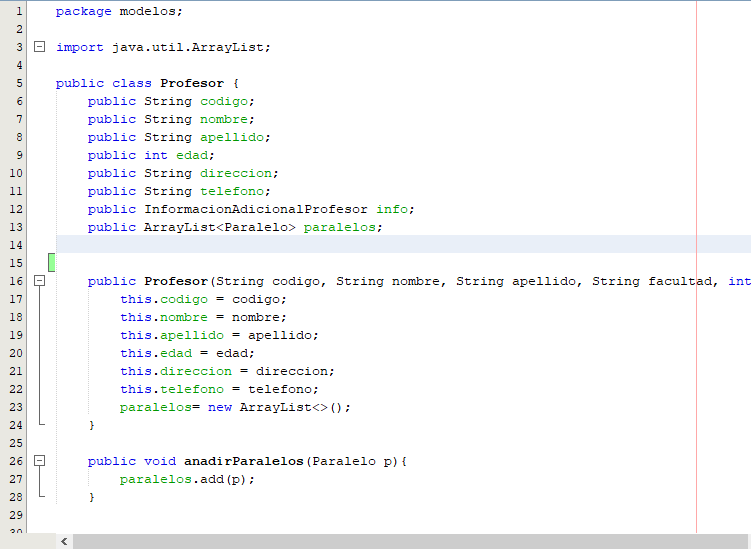 1 package modelos;
2
3 import java.util.ArrayList;
4
5 public class Profesor {
6 public String codigo;
7 public String nombre;
8 public String apellido;
9 public int edad;
10 public String direccion;
11 public String telefono;
12 public InformacionAdicionalProfesor info;
13 public ArrayList<Paralelo> paralelos;
14
15
16 public Profesor(String codigo, String nombre, String apellido, String facultad, int
17 this.codigo = codigo;
18 this.nombre = nombre;
19 this.apellido = apellido;
20 this.edad = edad;
21 this.direccion = direccion;
22 this.telefono = telefono;
23 paralelos= new ArrayList<>();
24 }
25
26 public void anadirParalelos(Paralelo p){
27 paralelos.add(p);
28 }
29
30